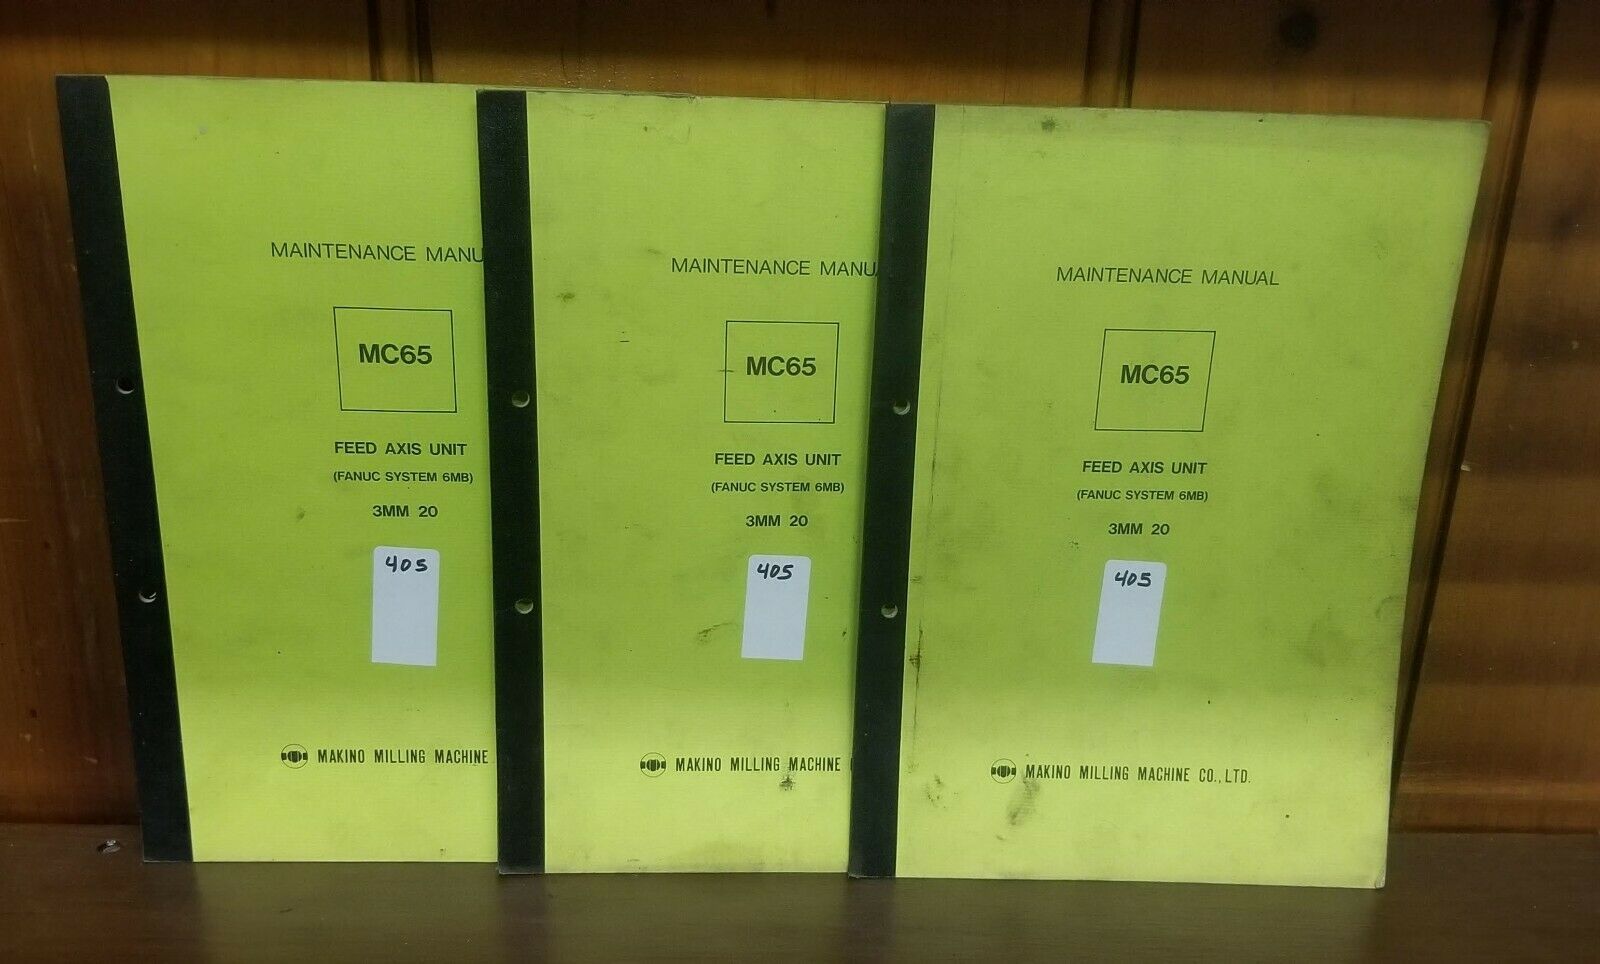 MAINTENANCE MANU
MC65
FEED AXIS UNIT
(FANUC SYSTEM 6MB)
3MM 20
405
MAKINO MILLING MACHINE
MAINTENANCE MANUA
MC65
FEED AXIS UNIT
(FANUC SYSTEM 6MB)
3MM 20
405
MAKINO MILLING MACHINE
MAINTENANCE MANUAL
MC65
FEED AXIS UNIT
(FANUC SYSTEM 6MB)
3MM 20
405
MAKINO MILLING MACHINE CO., LTD.